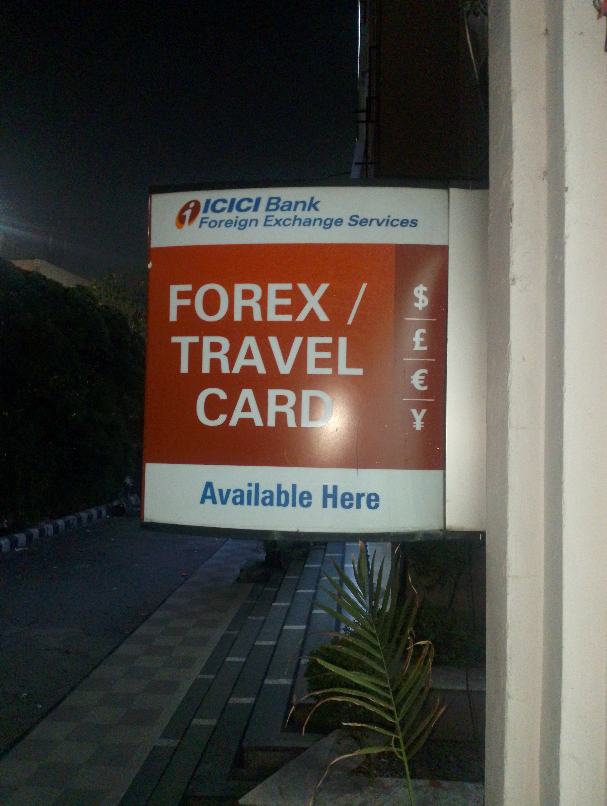 ICICI Bank
Foreign Exchange Services
FOREX /
TRAVEL
CARD
$
£
€
¥
Available Here